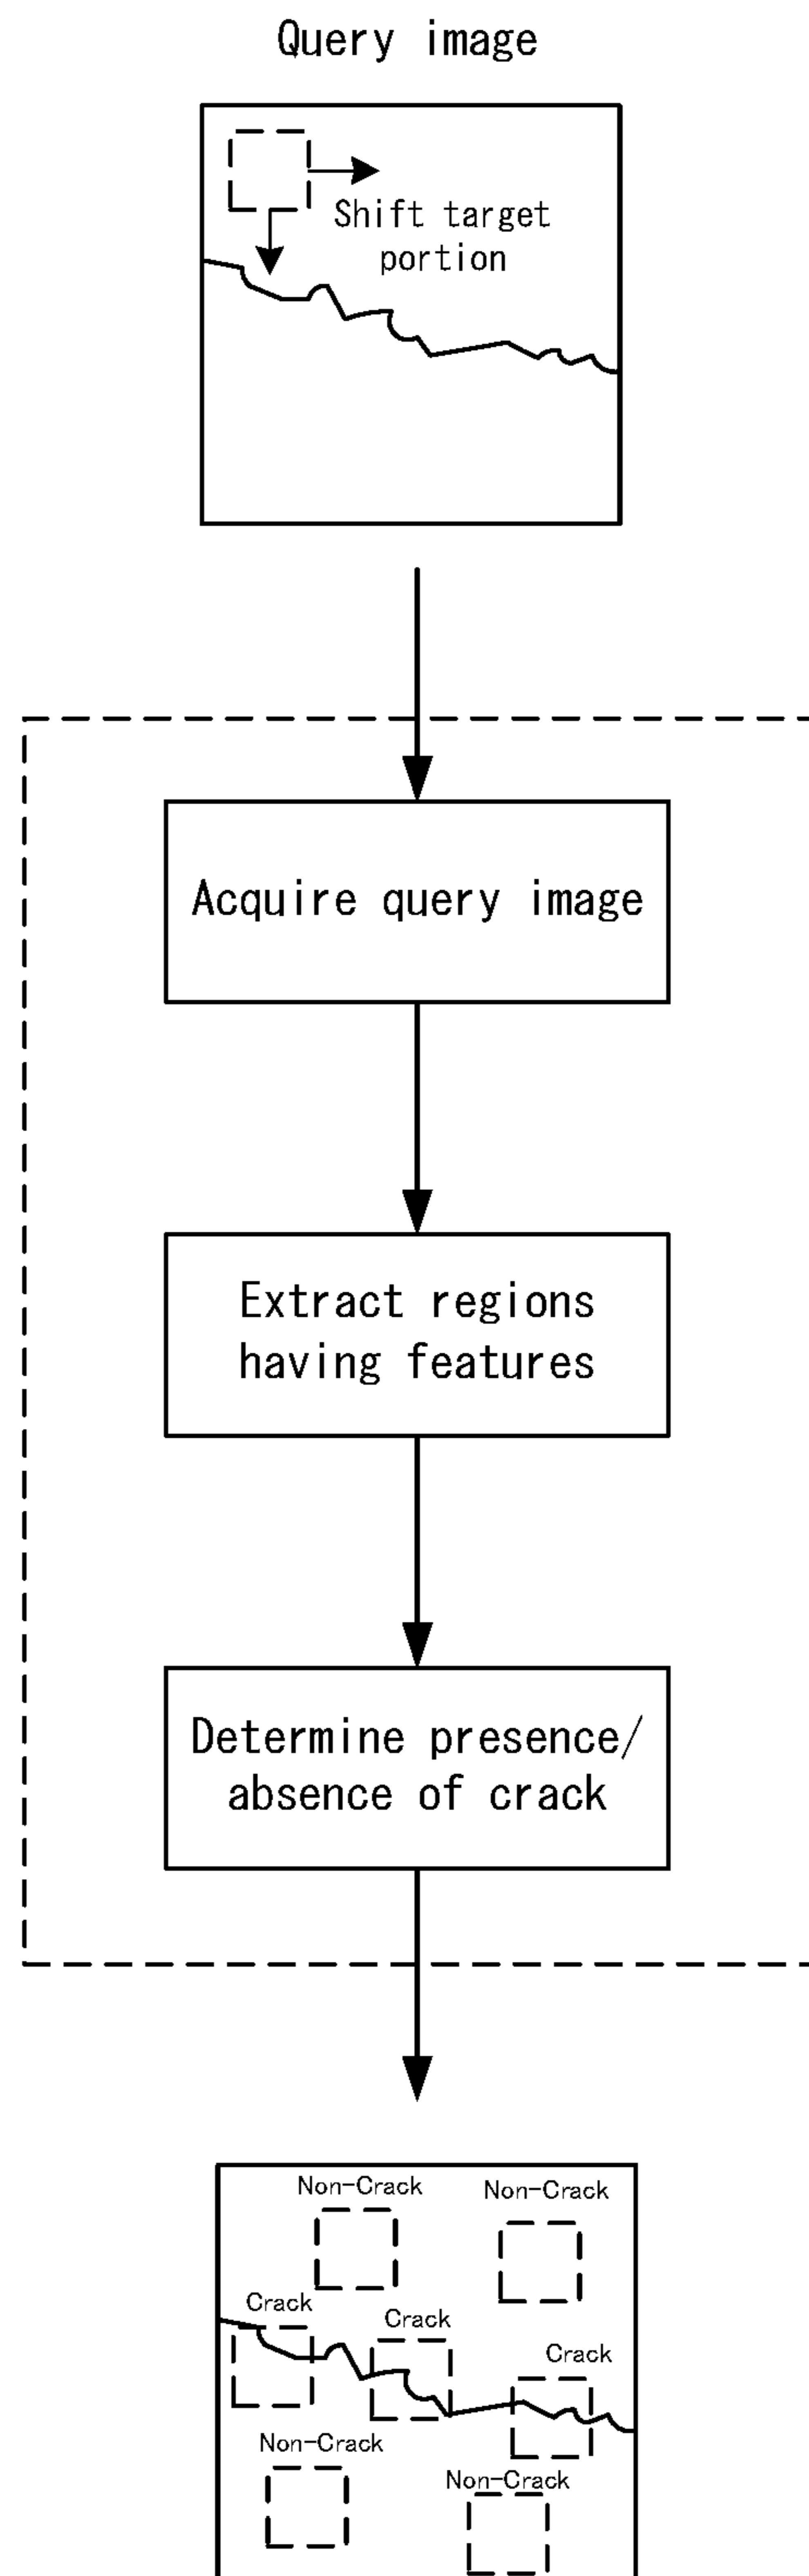 Query image
Shift target
portion
Acquire query image
Extract regions
having features
Determine presence/
absence of crack
Non-Crack
Non-Crack
Crack
Crack
Crack
Non-Crack
Non-Crack